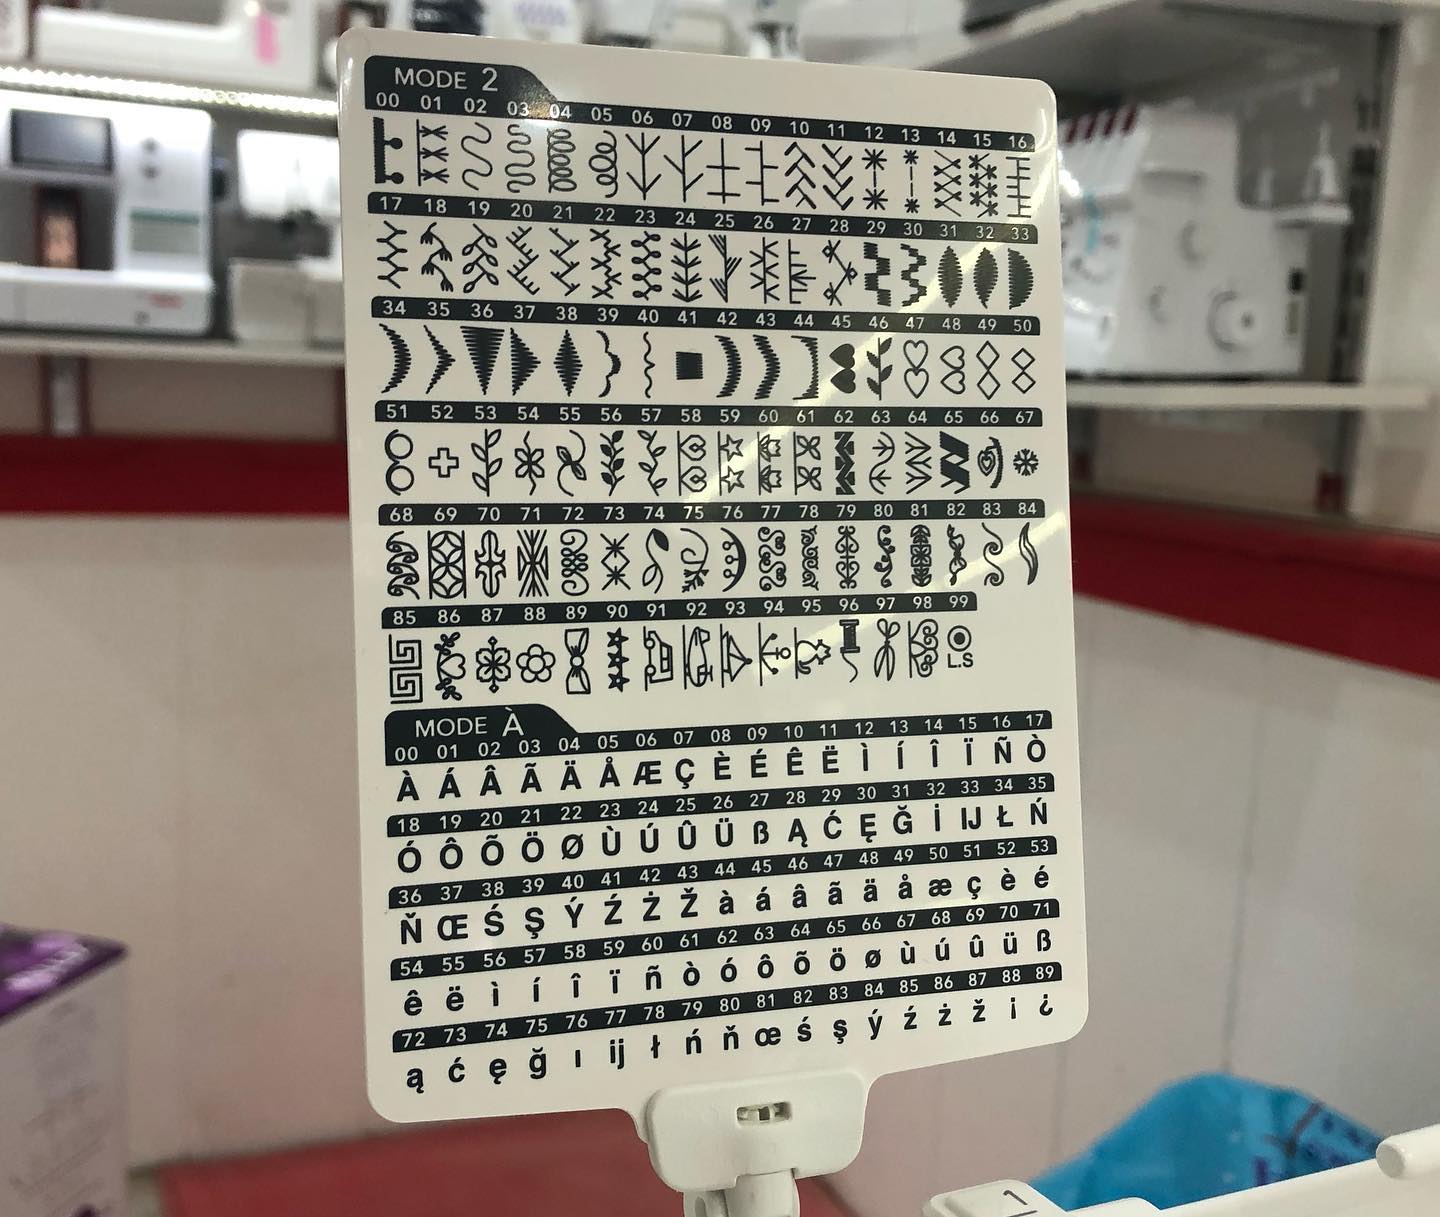 MODE 2
00 01 02 03 04 05 06 07 08 09 10 11 12 13 14 15 16
17 18 19 20 21 22 23 24 25 26 27 28 29 30 31 32 33
34 35 36 37 38 39 40 41 42 43 44 45 46 47 48 49 50
51 52 53 54 55 56 57 58 59 60 61 62 63 64 65 66 67
68 69 70 71 72 73 74 75 76 77 78 79 80 81 82 83 84
85 86 87 88 89 90 91 92 93 94 95 96 97 98 99
L.S
MODE À
00 01 02 03 04 05 06 07 08 09 10 11 12 13 14 15 16 17
À Á Â Ã Ä Å Æ Ç È É Ê Ë Ì Í Î Ï Ñ Ò
18 19 20 21 22 23 24 25 26 27 28 29 30 31 32 33 34 35
Ó Ô Õ Ö Ø Ù Ú Û Ü ß Ą Ć Ę Ğ İ IJ Ł Ń
36 37 38 39 40 41 42 43 44 45 46 47 48 49 50 51 52 53
Ň Œ Ś Ş Ý Ź Ż Ž à á â ã ä å æ ç è é
54 55 56 57 58 59 60 61 62 63 64 65 66 67 68 69 70 71
ê ë ì í î ï ñ ò ó ô õ ö ø ù ú û ü ß
72 73 74 75 76 77 78 79 80 81 82 83 84 85 86 87 88 89
ą ć ę ğ ı ij ł ń ň œ ś ş ý ź ż ž ¡ ¿
1